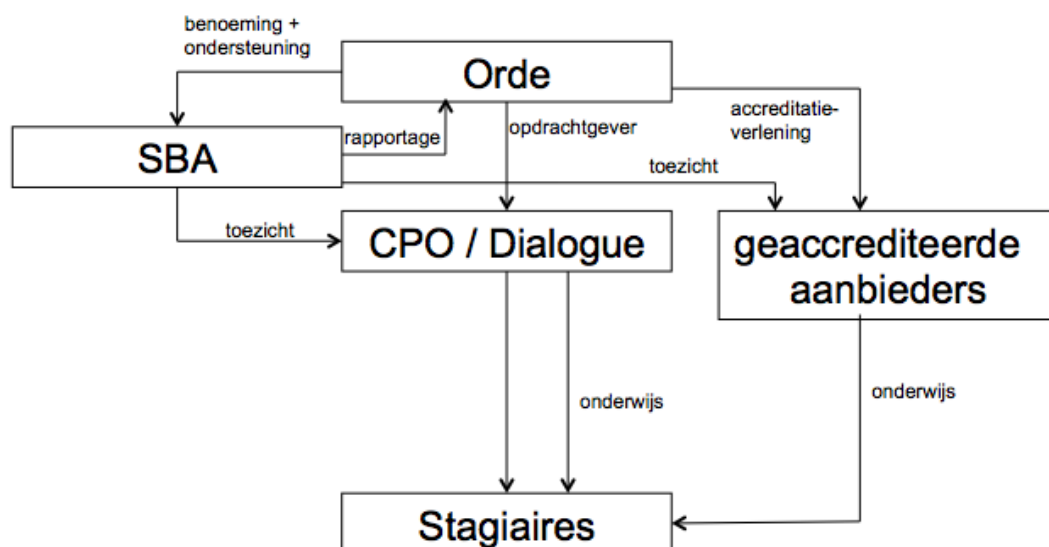 benoeming +
ondersteuning
Orde
accreditatie-
verlening
rapportage
opdrachtgever
SBA
toezicht
toezicht
CPO / Dialogue
geaccrediteerde
aanbieders
onderwijs
onderwijs
Stagiaires